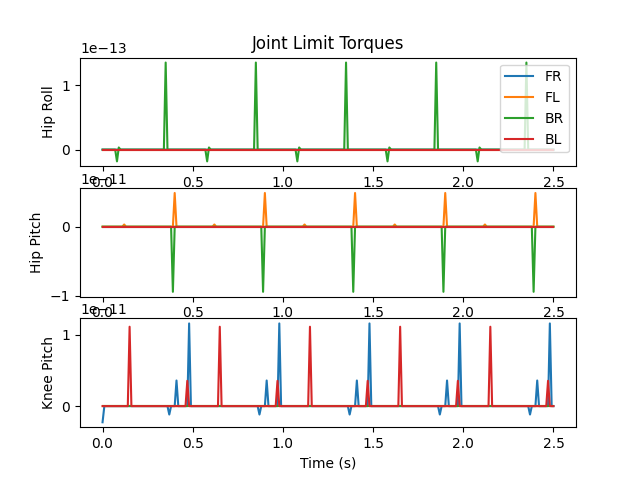 Joint Limit Torques
1e−13
Hip Roll
1
0
FR
FL
BR
BL
0.0 0.5 1.0 1.5 2.0 2.5
1e−11
Hip Pitch
0
−1
0.0 0.5 1.0 1.5 2.0 2.5
1e−11
Knee Pitch
1
0
0.0 0.5 1.0 1.5 2.0 2.5
Time (s)